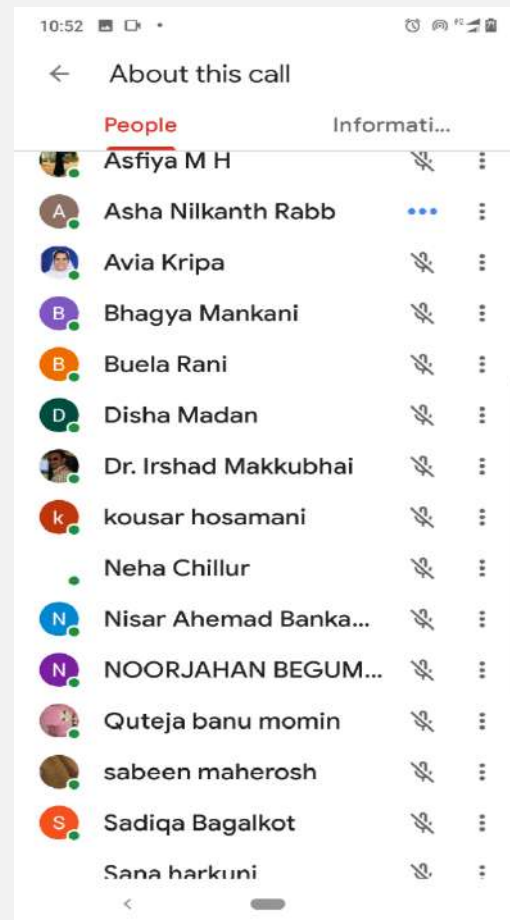 10:52
About this call
People Informati...
Asfiya M H
A Asha Nilkanth Rabb
Avia Kripa
B Bhagya Mankani
B Buela Rani
D Disha Madan
Dr. Irshad Makkubhai
k kousar hosamani
Neha Chillur
N Nisar Ahemad Banka...
N NOORJAHAN BEGUM...
Quteja banu momin
sabeen maherosh
S Sadiqa Bagalkot
Sana harkuni